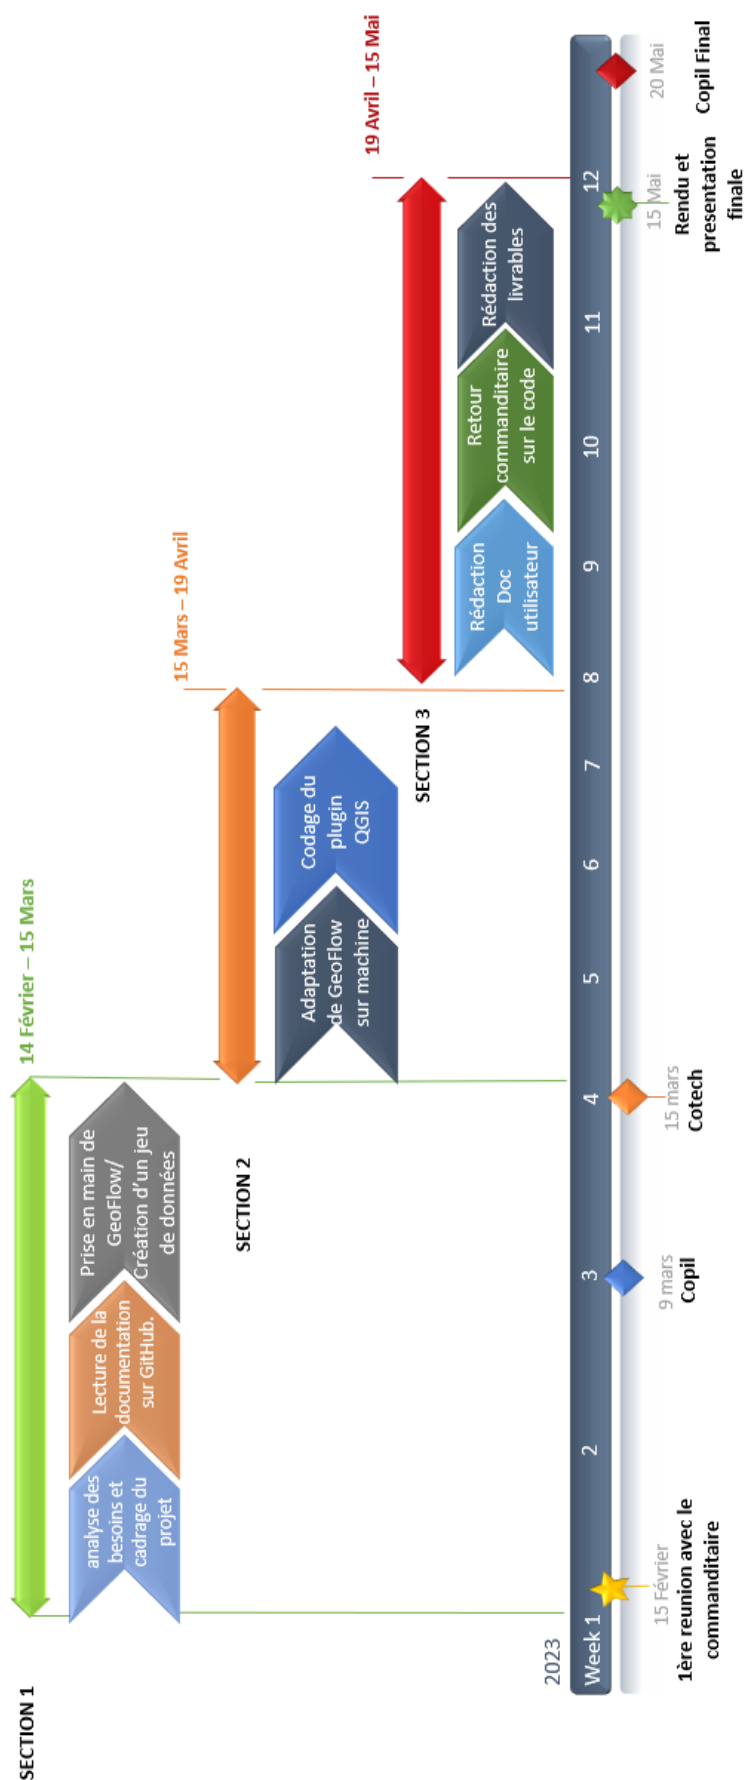 SECTION 1
14 Février – 15 Mars
analyse des
besoins et
cadrage du
projet
Lecture de la
documentation
sur GitHub.
Prise en main de
GeoFlow/
Création d'un jeu
de données
SECTION 2
15 Mars – 19 Avril
Adaptation
de GeoFlow
sur machine
Codage du
plugin
QGIS
SECTION 3
19 Avril – 15 Mai
Rédaction
Doc
utilisateur
Retour
commanditaire
sur le code
Rédaction des
livrables
2023
Week 1
2
3
4
5
6
7
8
9
10
11
12
15 Février
1ère reunion avec le
commanditaire
9 mars
Copil
15 mars
Cotech
15 Mai
Rendu et
presentation
finale
20 Mai
Copil Final